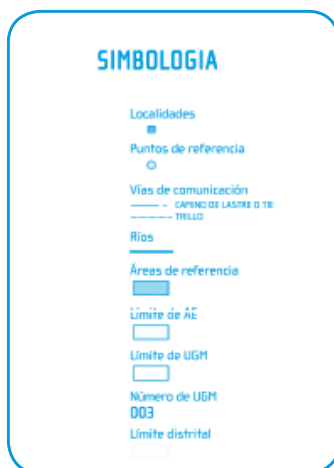 SIMBOLOGIA
Localidades
Puntos de referencia
Vías de comunicación
CAMINO DE LASTRE O TIE
TRILLO
Ríos
Áreas de referencia
Límite de AE
Límite de UGM
Número de UGM
003
Límite distrital